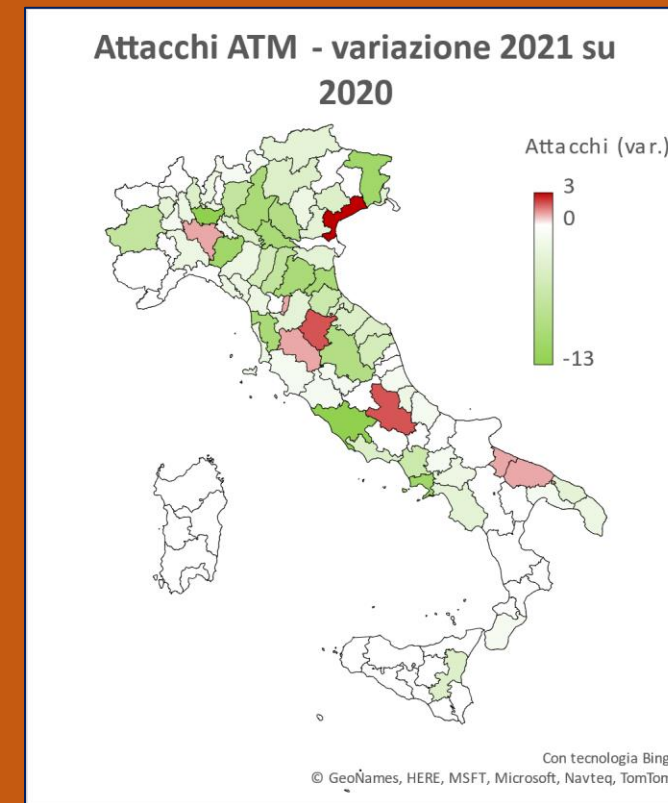 Attacchi ATM - variazione 2021 su
2020
Attacchi (var.)
3
0
-13
Con tecnologia Bing
© GeoNames, HERE, MSFT, Microsoft, Navteq, TomTom